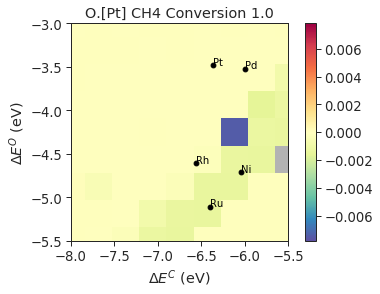 O.[Pt] CH4 Conversion 1.0
−3.0
−3.5
−4.0
−4.5
−5.0
−5.5
ΔE^O (eV)
Pt
Pd
Rh
Ni
Ru
−8.0 −7.5 −7.0 −6.5 −6.0 −5.5
ΔE^C (eV)
0.006
0.004
0.002
0.000
−0.002
−0.004
−0.006